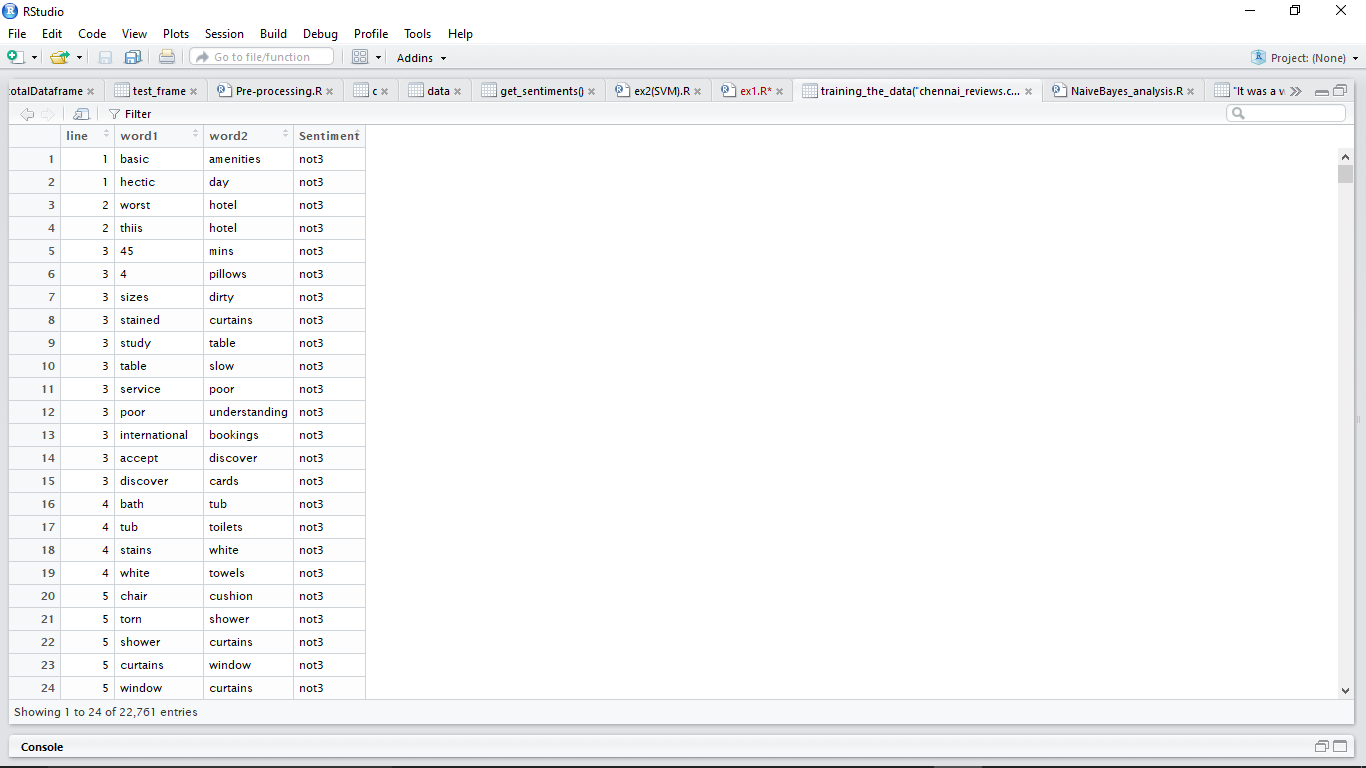 RStudio
File Edit Code View Plots Session Build Debug Profile Tools Help
Go to file/function Addins Project: (None)
otalDataframe test_frame Pre-processing.R c data get_sentiments() ex2(SVM).R ex1.R* training_the_data("chennai_reviews.c... NaiveBayes_analysis.R "It was a w
Filter
line word1 word2 Sentiment
1 1 basic amenities not3
2 1 hectic day not3
3 2 worst hotel not3
4 2 thiis hotel not3
5 3 45 mins not3
6 3 4 pillows not3
7 3 sizes dirty not3
8 3 stained curtains not3
9 3 study table not3
10 3 table slow not3
11 3 service poor not3
12 3 poor understanding not3
13 3 international bookings not3
14 3 accept discover not3
15 3 discover cards not3
16 4 bath tub not3
17 4 tub toilets not3
18 4 stains white not3
19 4 white towels not3
20 5 chair cushion not3
21 5 torn shower not3
22 5 shower curtains not3
23 5 curtains window not3
24 5 window curtains not3
Showing 1 to 24 of 22,761 entries
Console